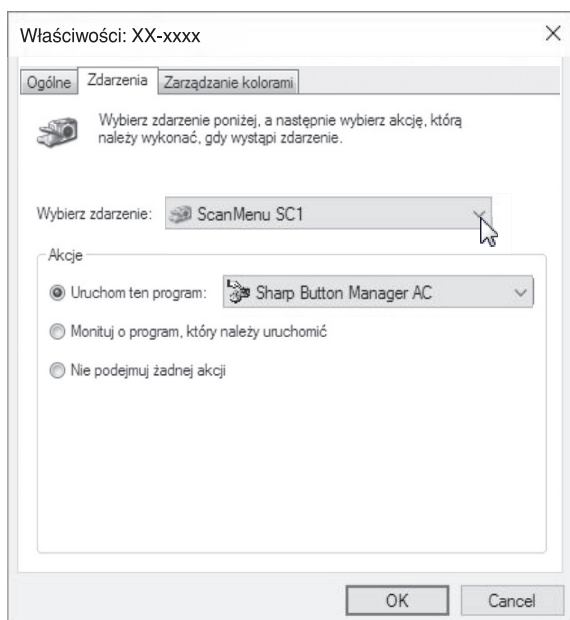 Właściwości: XX-xxxx
Ogólne
Zdarzenia
Zarządzanie kolorami
Wybierz zdarzenie poniżej, a następnie wybierz akcję, którą
należy wykonać, gdy wystąpi zdarzenie.
Wybierz zdarzenie:
ScanMenu SC1
Akcje
Uruchom ten program:
Sharp Button Manager AC
Monituj o program, który należy uruchomić
Nie podejmuj żadnej akcji
OK
Cancel